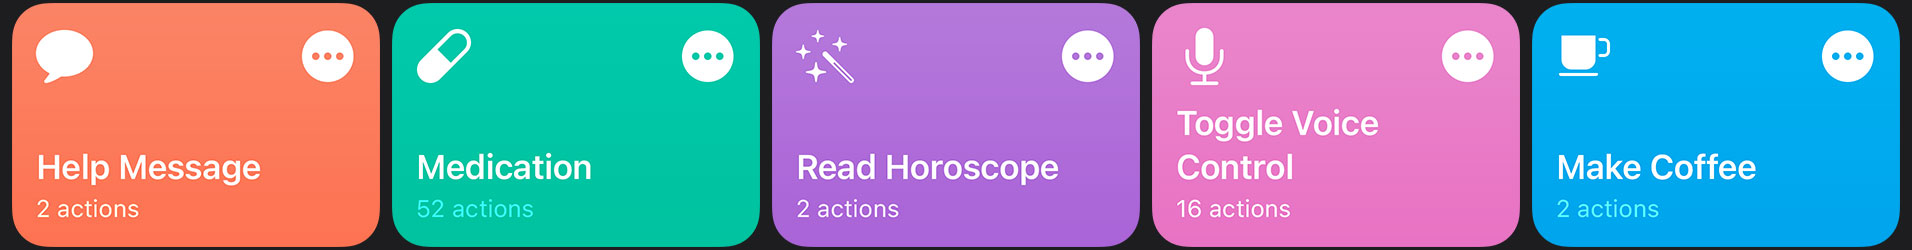 Help Message
2 actions
Medication
52 actions
Read Horoscope
2 actions
Toggle Voice
Control
16 actions
Make Coffee
2 actions